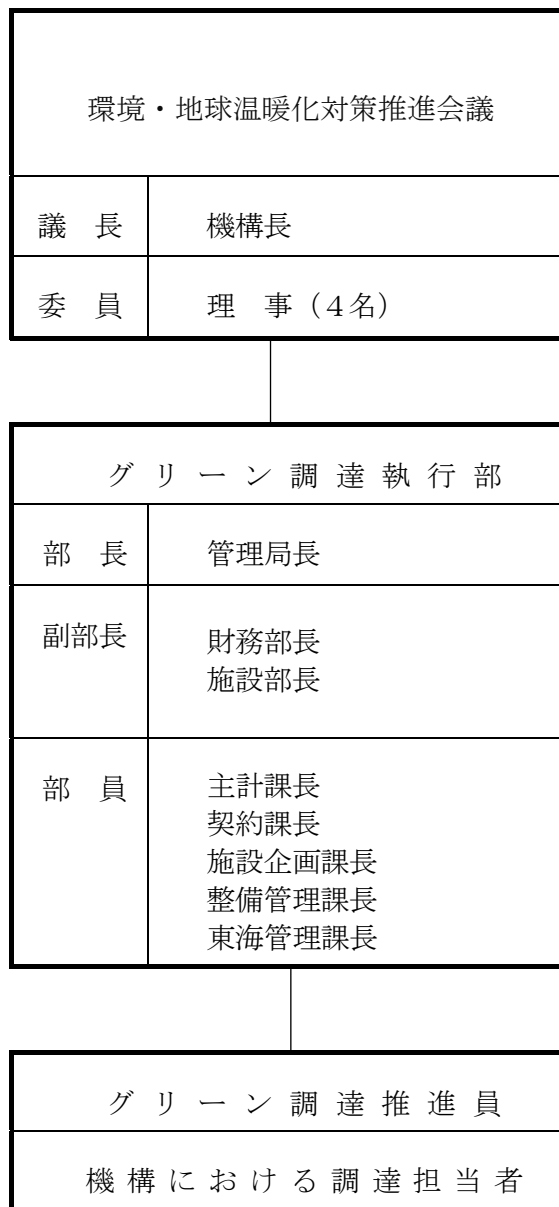 環境・地球温暖化対策推進会議
議　長　機構長
委　員　理　事（４名）
グリーン調達執行部
部　長　管理局長
副部長　財務部長
施設部長
部　員　主計課長
契約課長
施設企画課長
整備管理課長
東海管理課長
グリーン調達推進員
機構における調達担当者